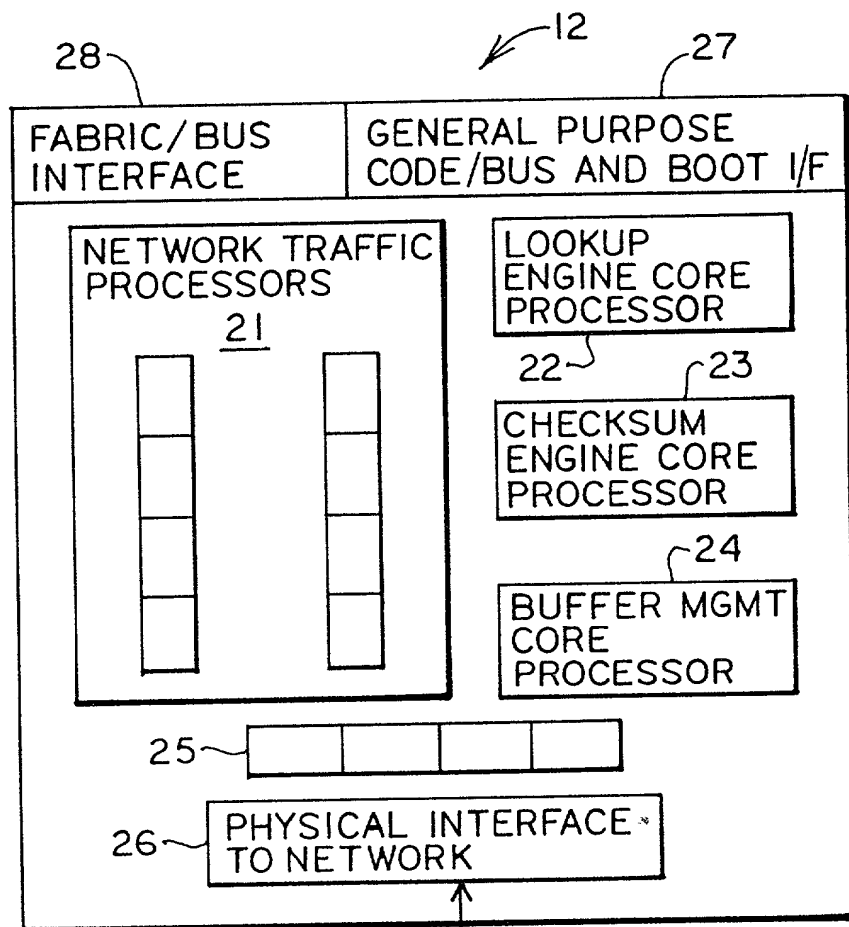 12
28
27
FABRIC/BUS
INTERFACE
GENERAL PURPOSE
CODE/BUS AND BOOT I/F
NETWORK TRAFFIC
PROCESSORS
21
LOOKUP
ENGINE CORE
PROCESSOR
22
23
CHECKSUM
ENGINE CORE
PROCESSOR
24
BUFFER MGMT
CORE
PROCESSOR
25
26
PHYSICAL INTERFACE
TO NETWORK